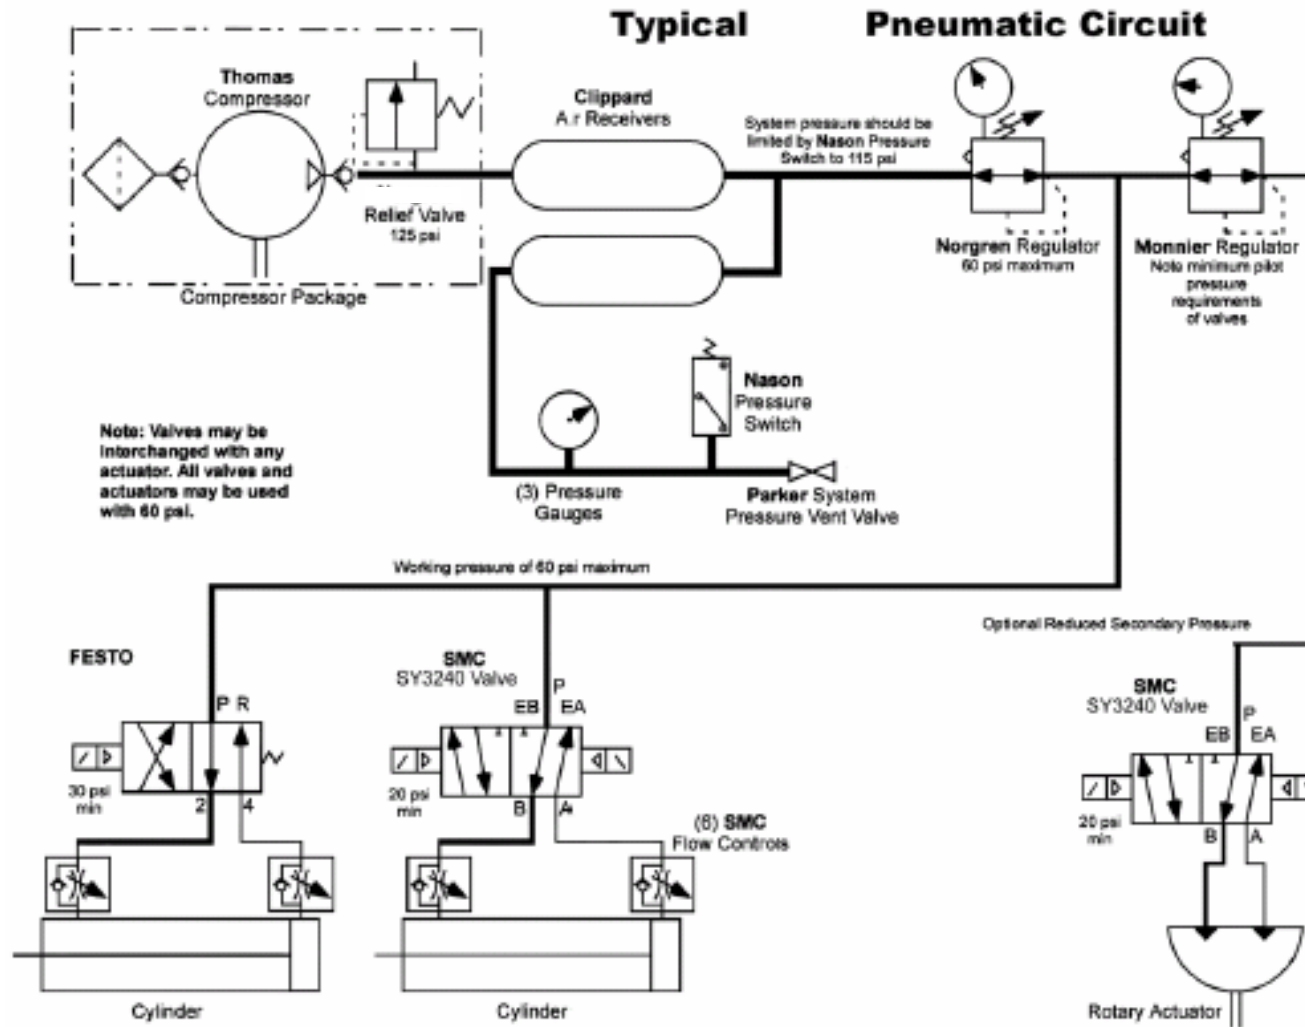 Typical Pneumatic Circuit
Thomas
Compressor
Relief Valve
125 psi
Compressor Package
Clippard
A.r Receivers
System pressure should be
limited by Nason Pressure
Switch to 115 psi
Norgren Regulator
60 psi maximum
Monnier Regulator
Note minimum pilot
pressure
requirements
of valves
Nason
Pressure
Switch
(3) Pressure
Gauges
Parker System
Pressure Vent Valve
Note: Valves may be
interchanged with any
actuator. All valves and
actuators may be used
with 60 psi.
Working pressure of 60 psi maximum
Optional Reduced Secondary Pressure
FESTO
P R
30 psi
min
2 4
Cylinder
SMC
SY3240 Valve
P
EB EA
20 psi
min
B A
(6) SMC
Flow Controls
Cylinder
SMC
SY3240 Valve
P
EB EA
20 psi
min
B A
Rotary Actuator